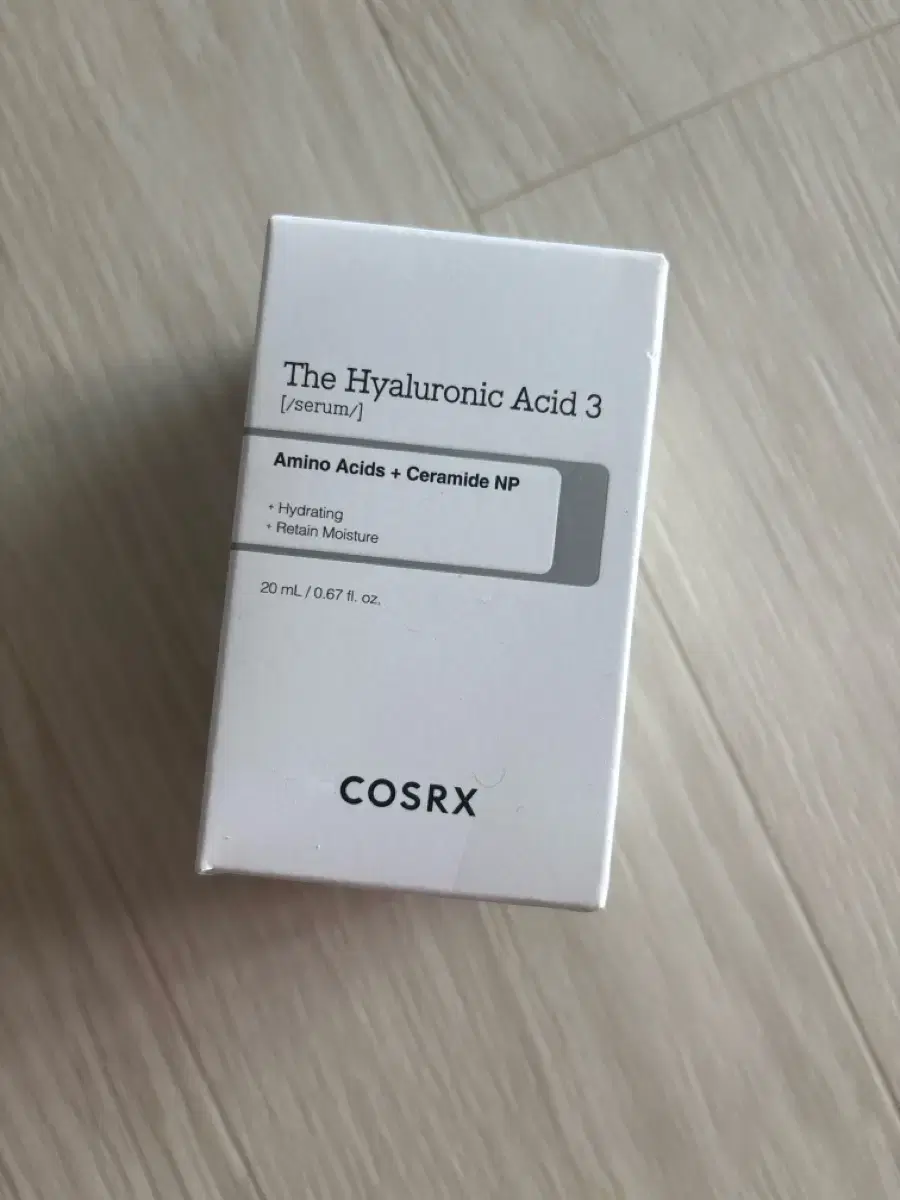 The Hyaluronic Acid 3
[/serum/]
Amino Acids + Ceramide NP
+ Hydrating
+ Retain Moisture
20 mL / 0.67 fl. oz.
COSRX